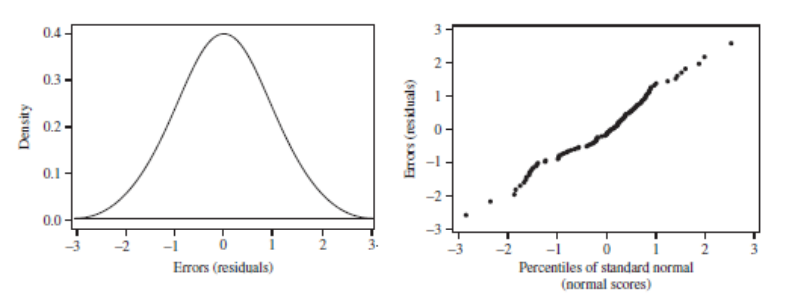 0.4
0.3
0.2
0.1
0.0
Density
–3 –2 –1 0 1 2 3.
Errors (residuals)
3
2
1
0
–1
–2
–3
Errors (residuals)
–3 –2 –1 0 1 2 3
Percentiles of standard normal
(normal scores)